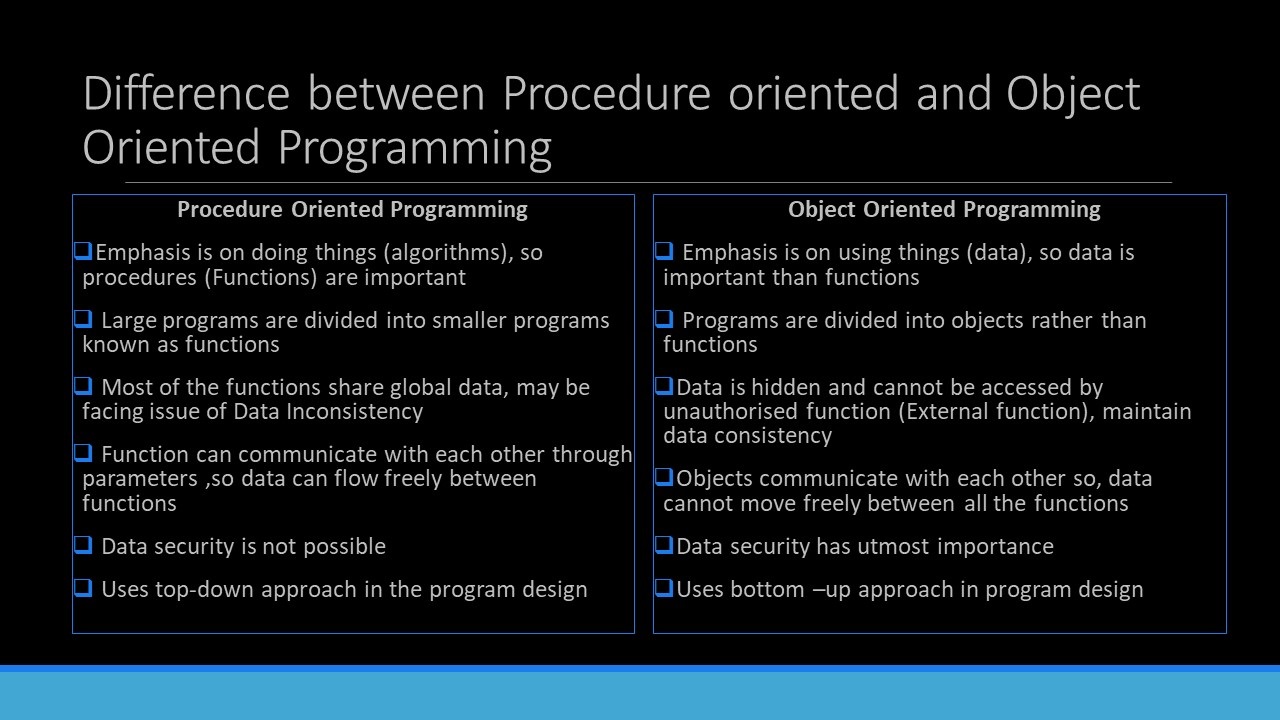 Difference between Procedure oriented and Object
Oriented Programming
Procedure Oriented Programming
Emphasis is on doing things (algorithms), so
procedures (Functions) are important
Large programs are divided into smaller programs
known as functions
Most of the functions share global data, may be
facing issue of Data Inconsistency
Function can communicate with each other through
parameters ,so data can flow freely between
functions
Data security is not possible
Uses top-down approach in the program design
Object Oriented Programming
Emphasis is on using things (data), so data is
important than functions
Programs are divided into objects rather than
functions
Data is hidden and cannot be accessed by
unauthorised function (External function), maintain
data consistency
Objects communicate with each other so, data
cannot move freely between all the functions
Data security has utmost importance
Uses bottom –up approach in program design